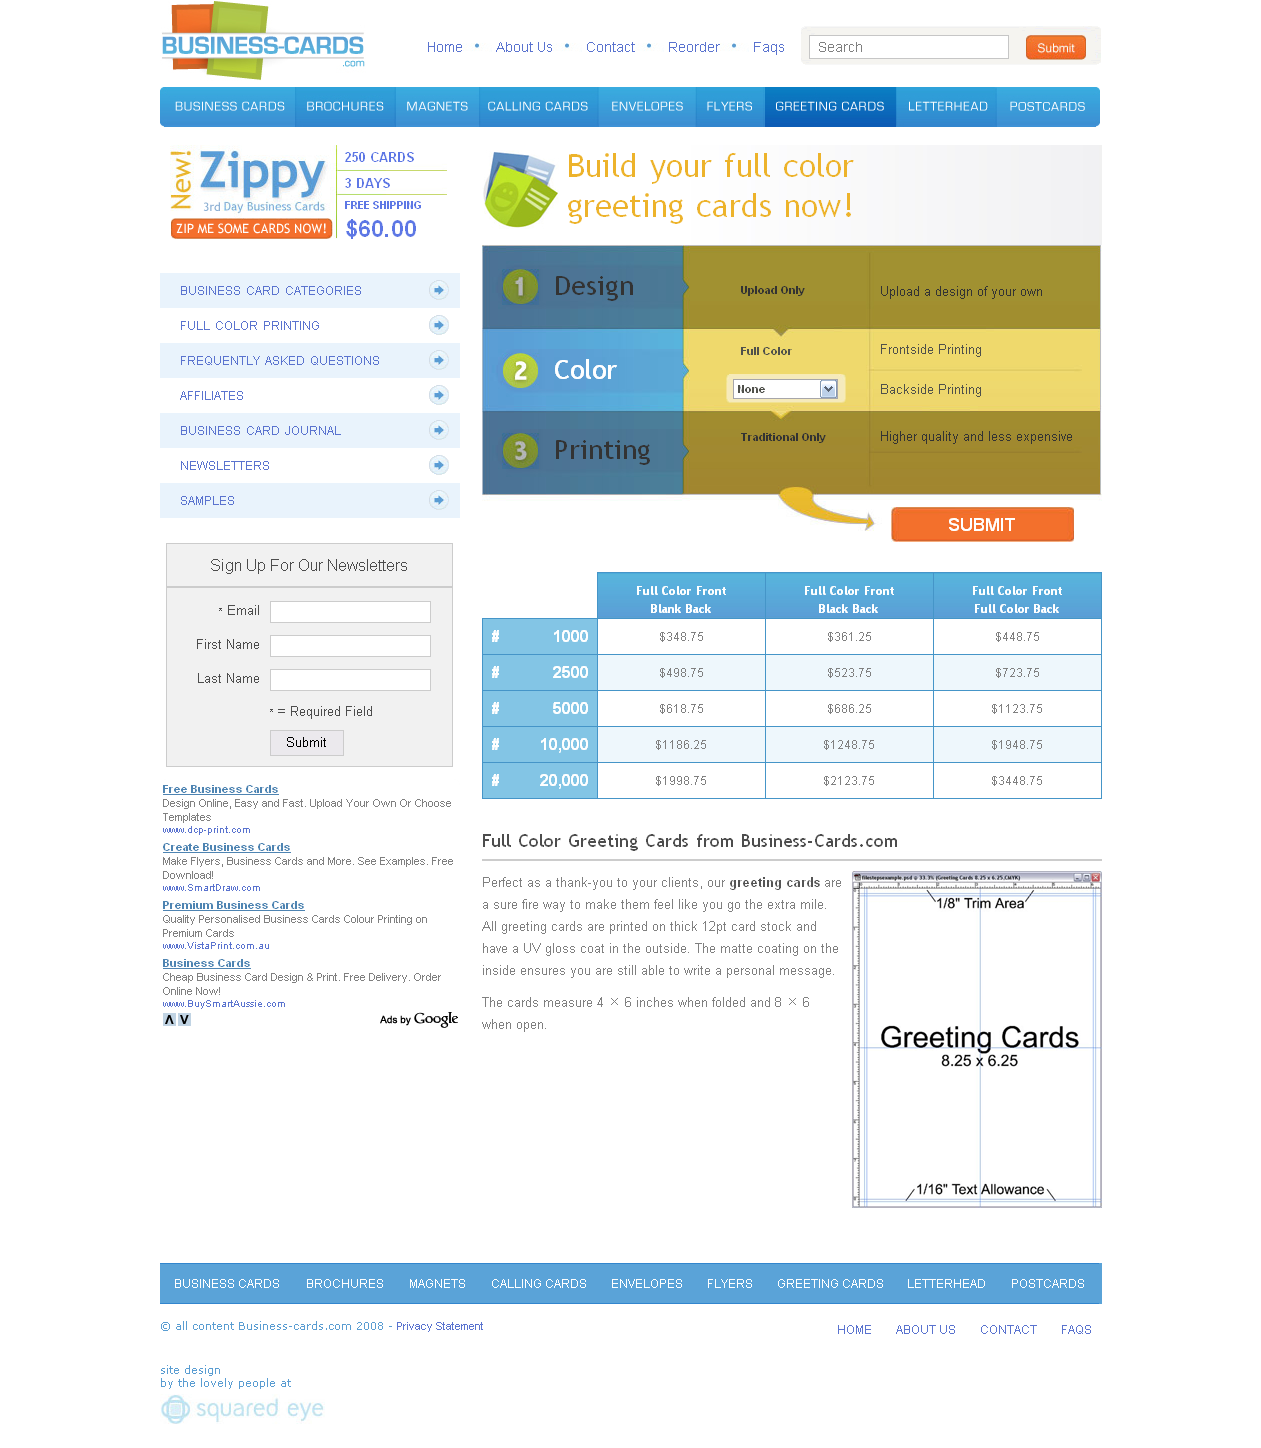 BUSINESS-CARDS
.com
Home • About Us • Contact • Reorder • Faqs
Search
Submit
BUSINESS CARDS BROCHURES MAGNETS CALLING CARDS ENVELOPES FLYERS GREETING CARDS LETTERHEAD POSTCARDS
New!
Zippy
3rd Day Business Cards
ZIP ME SOME CARDS NOW!
250 CARDS
3 DAYS
FREE SHIPPING
$60.00
Build your full color
greeting cards now!
1 Design Upload Only Upload a design of your own
2 Color Full Color Frontside Printing
None Backside Printing
3 Printing Traditional Only Higher quality and less expensive
SUBMIT
BUSINESS CARD CATEGORIES
FULL COLOR PRINTING
FREQUENTLY ASKED QUESTIONS
AFFILIATES
BUSINESS CARD JOURNAL
NEWSLETTERS
SAMPLES
Sign Up For Our Newsletters
* Email
First Name
Last Name
* = Required Field
Submit
Free Business Cards
Design Online, Easy and Fast. Upload Your Own Or Choose
Templates
www.dcp-print.com
Create Business Cards
Make Flyers, Business Cards and More. See Examples. Free
Download!
www.SmartDraw.com
Premium Business Cards
Quality Personalised Business Cards Colour Printing on
Premium Cards
www.VistaPrint.com.au
Business Cards
Cheap Business Card Design & Print. Free Delivery. Order
Online Now!
www.BuySmartAussie.com
Ads by Google
Full Color Front Full Color Front Full Color Front
Blank Back Black Back Full Color Back
# 1000 $348.75 $361.25 $448.75
# 2500 $498.75 $523.75 $723.75
# 5000 $618.75 $686.25 $1123.75
# 10,000 $1186.25 $1248.75 $1948.75
# 20,000 $1998.75 $2123.75 $3448.75
Full Color Greeting Cards from Business-Cards.com
Perfect as a thank-you to your clients, our greeting cards are
a sure fire way to make them feel like you go the extra mile.
All greeting cards are printed on thick 12pt card stock and
have a UV gloss coat in the outside. The matte coating on the
inside ensures you are still able to write a personal message.
The cards measure 4 × 6 inches when folded and 8 × 6
when open.
filestepsexample.psd @ 33.3% (Greeting Cards 8.25 x 6.25,CMYK)
1/8" Trim Area
Greeting Cards
8.25 x 6.25
1/16" Text Allowance
BUSINESS CARDS BROCHURES MAGNETS CALLING CARDS ENVELOPES FLYERS GREETING CARDS LETTERHEAD POSTCARDS
© all content Business-cards.com 2008 - Privacy Statement
HOME ABOUT US CONTACT FAQS
site design
by the lovely people at
squared eye